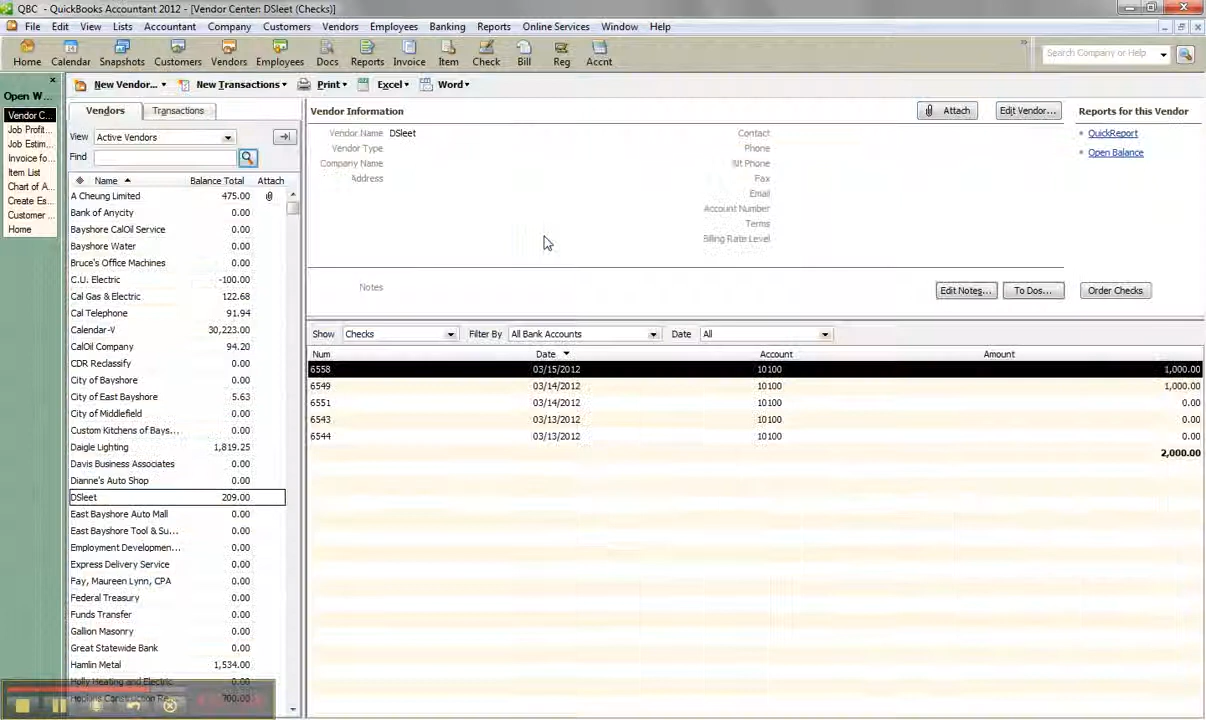 QBC - QuickBooks Accountant 2012 - [Vendor Center: DSleet (Checks)]
File Edit View Lists Accountant Company Customers Vendors Employees Banking Reports Online Services Window Help
Home Calendar Snapshots Customers Vendors Employees Docs Reports Invoice Item Check Bill Reg Accnt
Search Company or Help
Open W...
Vendor C...
Job Profit...
Job Estim...
Invoice fo...
Item List
Chart of A...
Create Es...
Customer ...
Home
New Vendor... New Transactions Print Excel Word
Vendors Transactions
View Active Vendors
Find
Name Balance Total Attach
A Cheung Limited 475.00
Bank of Anycity 0.00
Bayshore CalOil Service 0.00
Bayshore Water 0.00
Bruce's Office Machines 0.00
C.U. Electric -100.00
Cal Gas & Electric 122.68
Cal Telephone 91.94
Calendar-V 30,223.00
CalOil Company 94.20
CDR Reclassify 0.00
City of Bayshore 0.00
City of East Bayshore 5.63
City of Middlefield 0.00
Custom Kitchens of Bays... 0.00
Daigle Lighting 1,819.25
Davis Business Associates 0.00
Dianne's Auto Shop 0.00
DSleet 209.00
East Bayshore Auto Mall 0.00
East Bayshore Tool & Su... 0.00
Employment Developmen... 0.00
Express Delivery Service 0.00
Fay, Maureen Lynn, CPA 0.00
Federal Treasury 0.00
Funds Transfer 0.00
Gallion Masonry 0.00
Great Statewide Bank 0.00
Hamlin Metal 1,534.00
Holly Heating and Electric 0.00
Hopkins Construction Re... 700.00
Vendor Information
Attach
Edit Vendor...
Vendor Name DSleet
Vendor Type
Company Name
Address
Contact
Phone
Alt Phone
Fax
Email
Account Number
Terms
Billing Rate Level
Reports for this Vendor
QuickReport
Open Balance
Notes
Edit Notes... To Dos... Order Checks
Show Checks Filter By All Bank Accounts Date All
Num Date Account Amount
6558 03/15/2012 10100 1,000.00
6549 03/14/2012 10100 1,000.00
6551 03/14/2012 10100 0.00
6543 03/13/2012 10100 0.00
6544 03/13/2012 10100 0.00
2,000.00